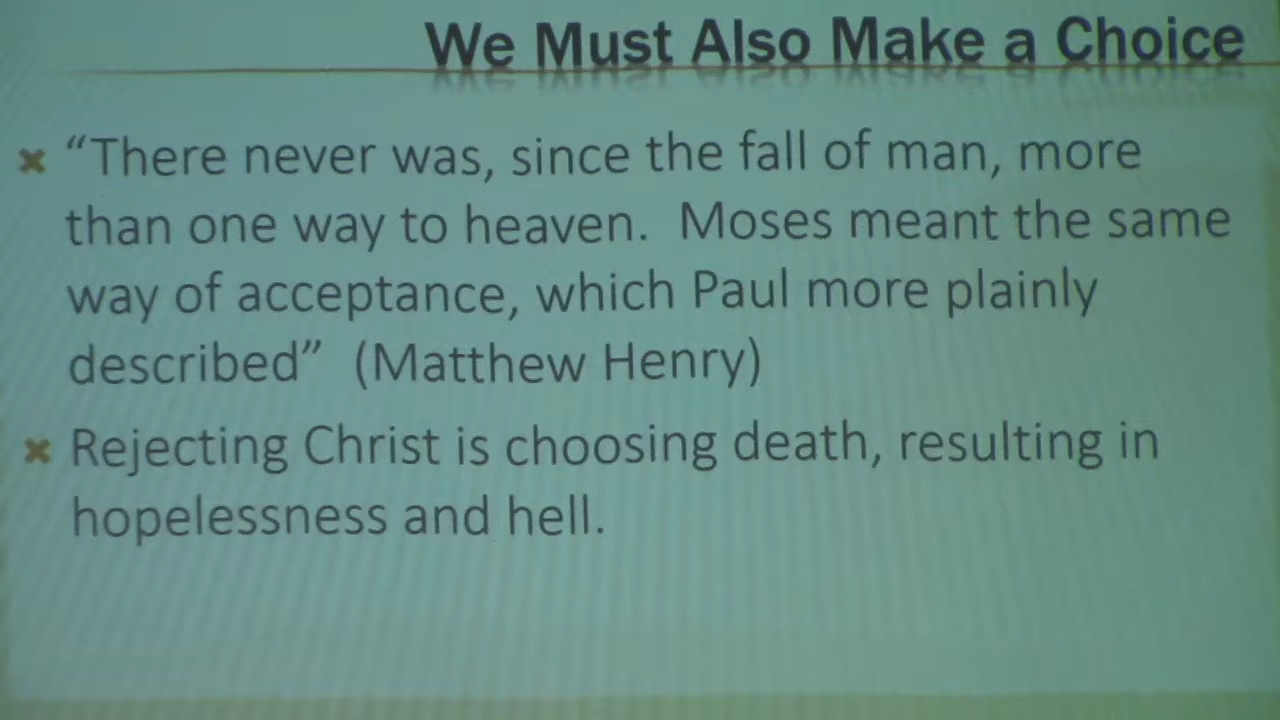 We Must Also Make a Choice
“There never was, since the fall of man, more
than one way to heaven. Moses meant the same
way of acceptance, which Paul more plainly
described” (Matthew Henry)
Rejecting Christ is choosing death, resulting in
hopelessness and hell.